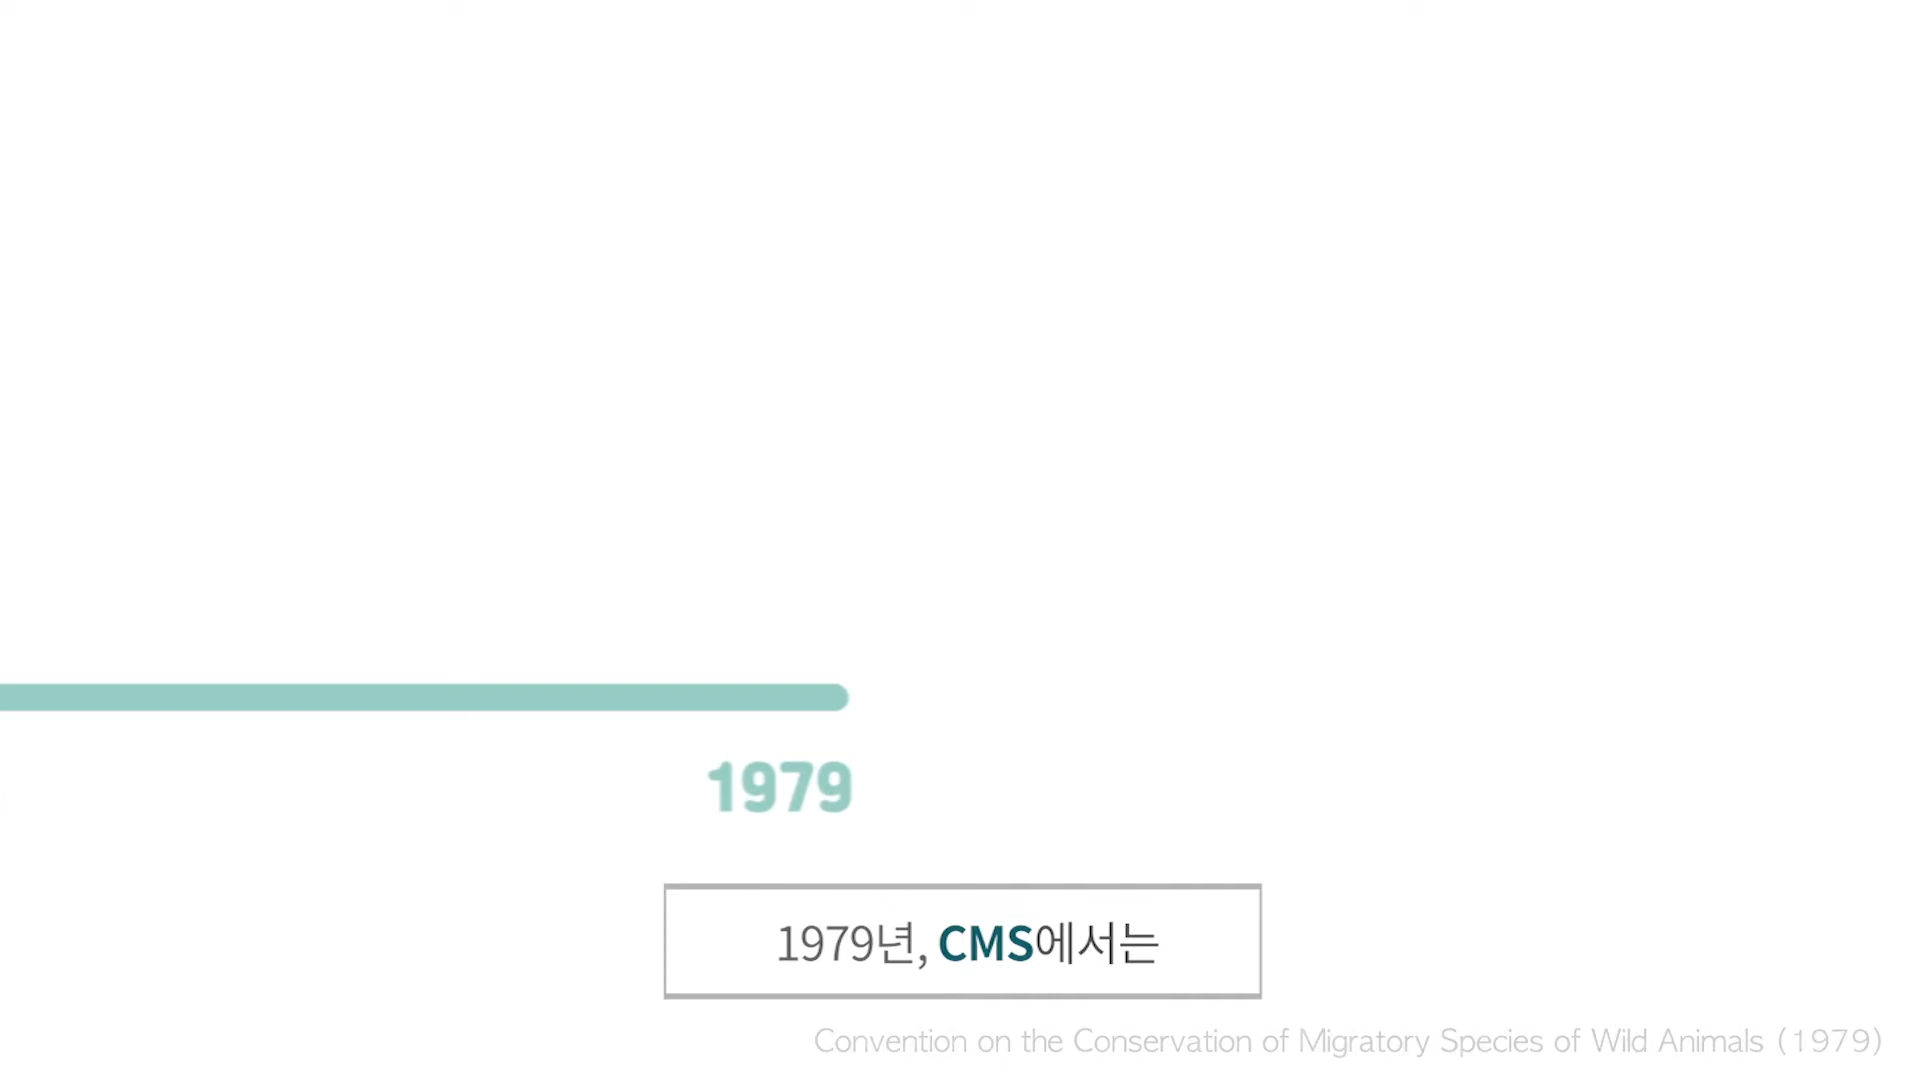 1979
1979년, CMS에서는
Convention on the Conservation of Migratory Species of Wild Animals (1979)